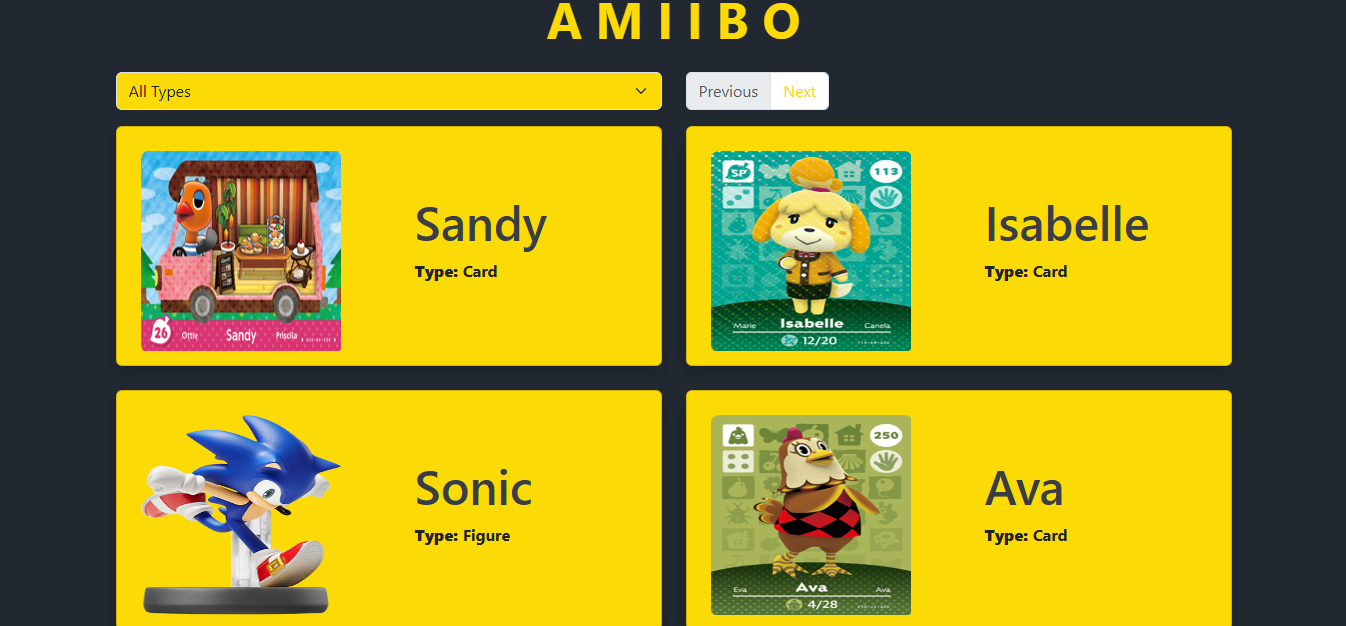 AMIIBO
All Types
Previous Next
26 Ottie Sandy Priscilla
Sandy
Type: Card
SP 113
Marie Isabelle Canela
12/20
Isabelle
Type: Card
Sonic
Type: Figure
250
Eva Ava Ava
4/28
Ava
Type: Card